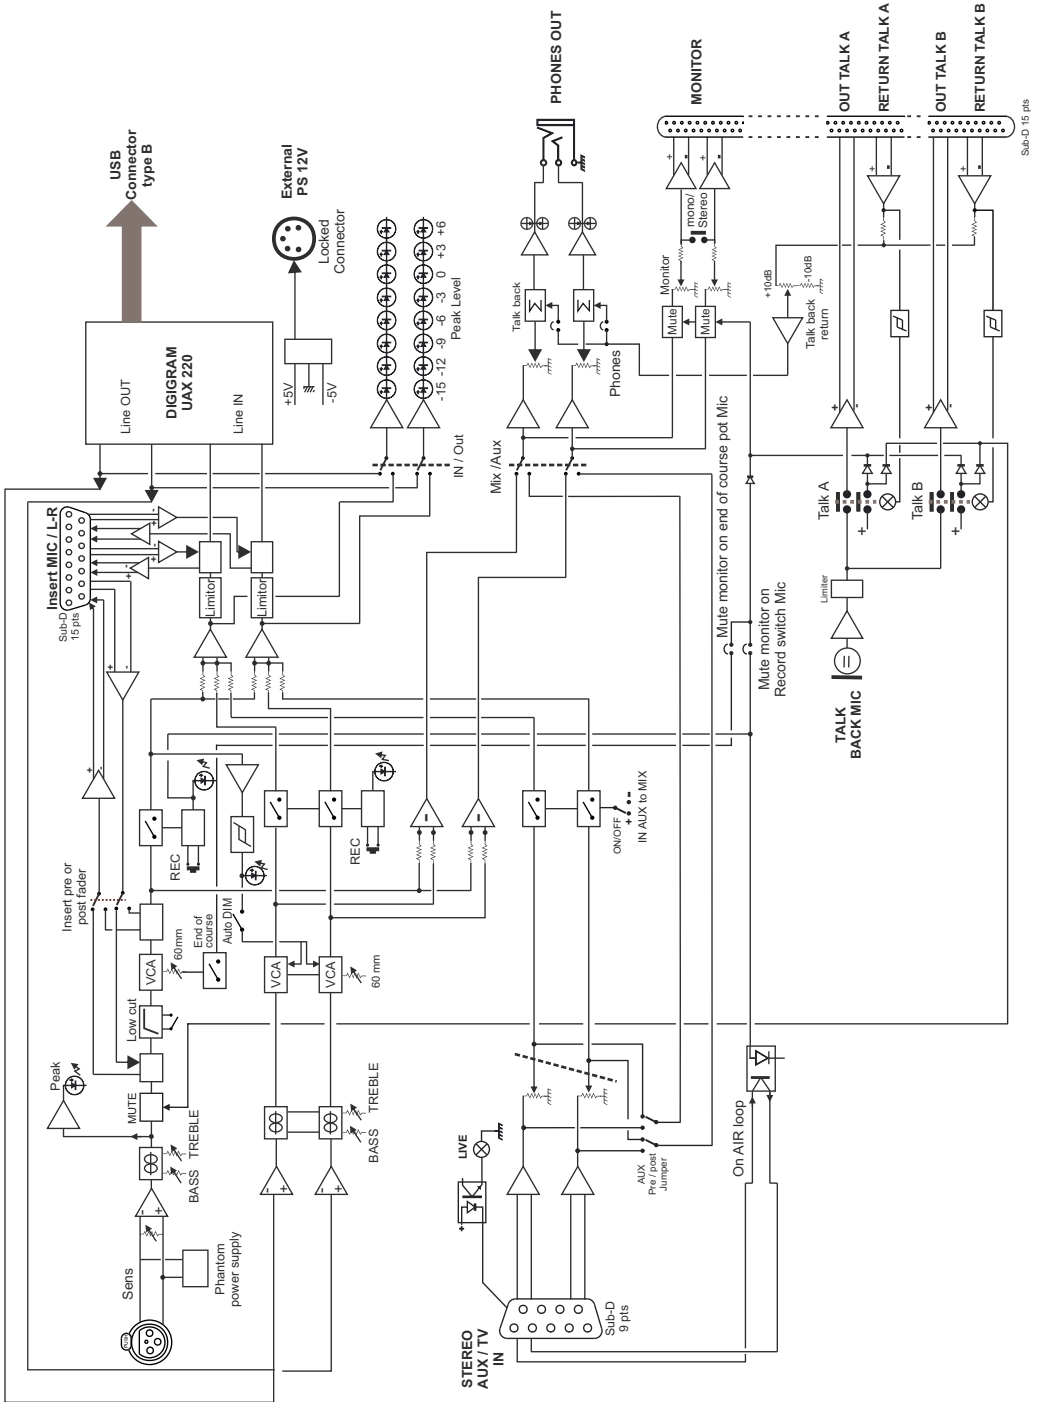 PHONES OUT
MONITOR
OUT TALK A
RETURN TALK A
OUT TALK B
RETURN TALK B
Sub-D 15 pts
USB
Connector
type B
External
PS 12V
Locked
Connector
Line OUT
DIGIGRAM
UAX 220
Line IN
+5V
-5V
-15 -12 -9 -6 -3 0 +3 +6
Peak Level
IN / Out
Mix /Aux
Talk back
Phones
Monitor
Mute
Mute
mono/
Stereo
+10dB
-10dB
Talk back
return
Insert MIC / L-R
Sub-D
15 pts
Limitor
Limitor
Mute monitor on end of course pot Mic
Mute monitor on
Record switch Mic
Talk A
Talk B
Limiter
TALK
BACK MIC
Insert pre or
post fader
REC
REC
ON/OFF
IN AUX to MIX
60mm
End of
course
Auto DIM
VCA
VCA
VCA
60 mm
Low cut
Peak
MUTE
BASS
TREBLE
BASS
TREBLE
LIVE
AUX
Pre / post
Jumper
On AIR loop
Sens
Phantom
power supply
PUSH
STEREO
AUX / TV
IN
Sub-D
9 pts